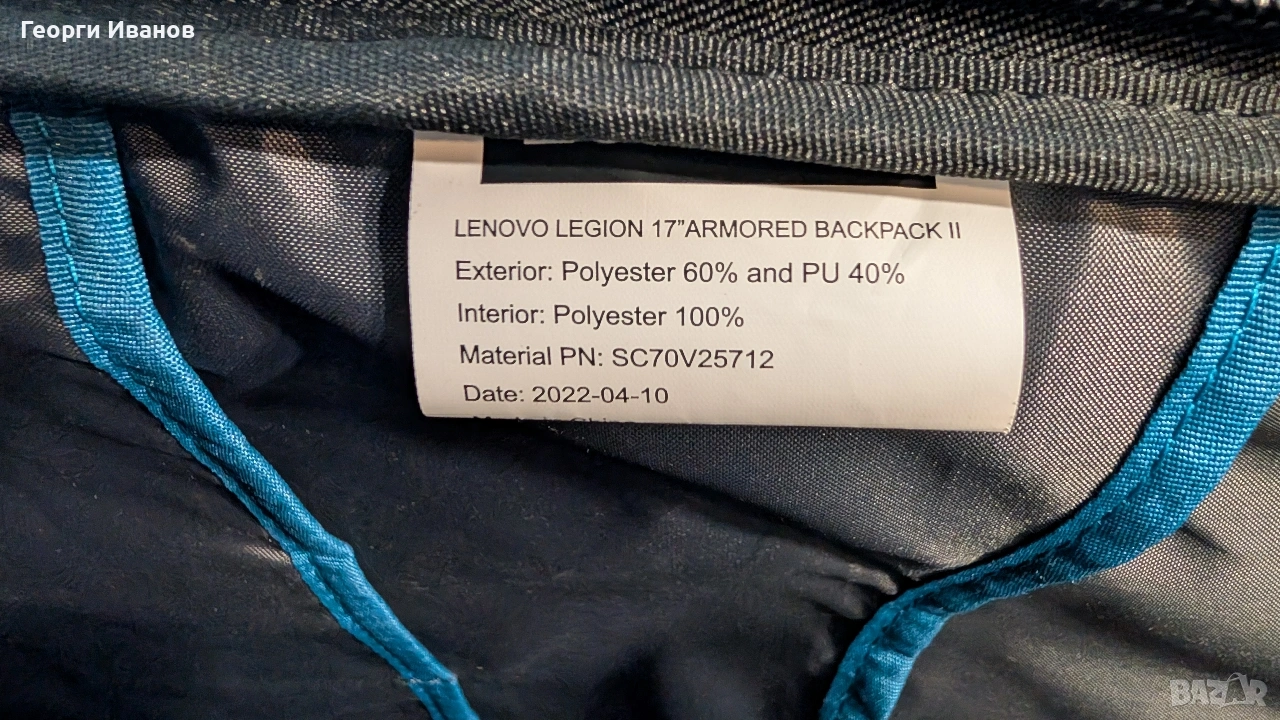 Георги Иванов
LENOVO LEGION 17”ARMORED BACKPACK II
Exterior: Polyester 60% and PU 40%
Interior: Polyester 100%
Material PN: SC70V25712
Date: 2022-04-10
BAZAR